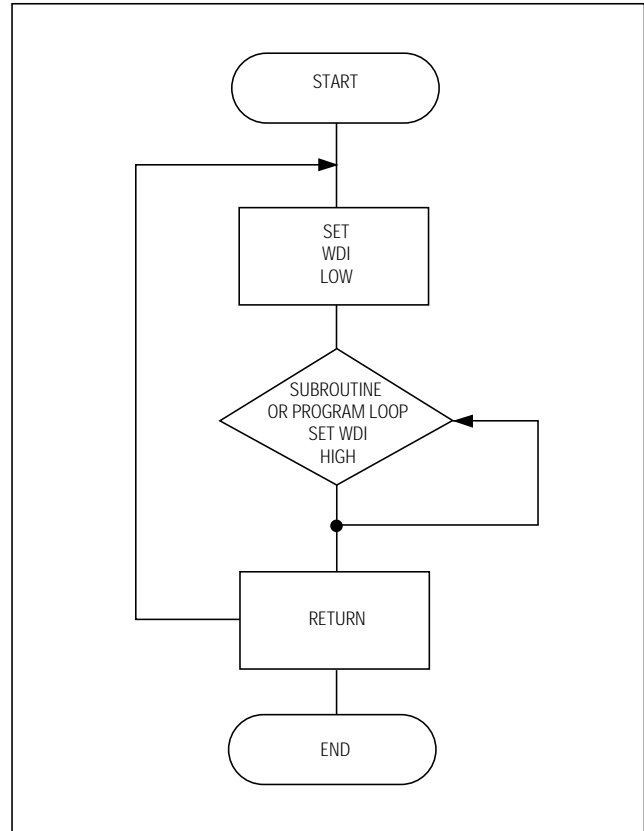 START
SET
WDI
LOW
SUBROUTINE
OR PROGRAM LOOP
SET WDI
HIGH
RETURN
END